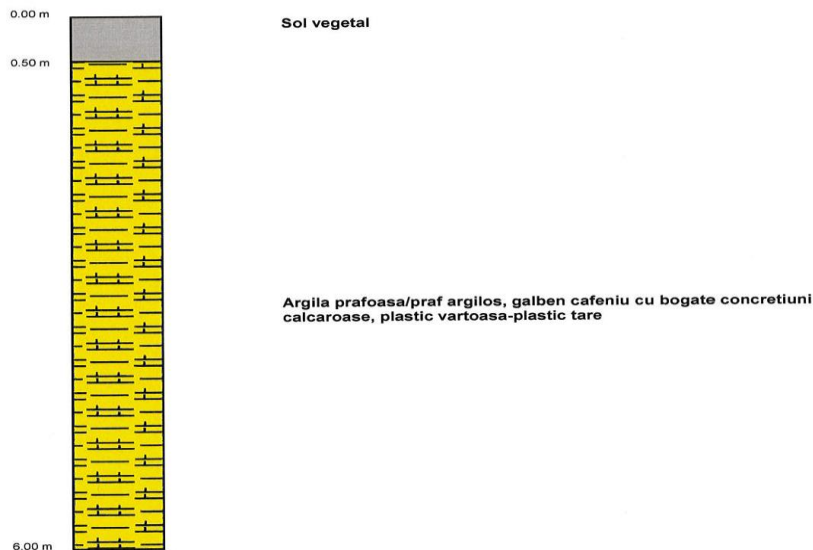 0.00 m
Sol vegetal
0.50 m
Argila prafoasa/praf argilos, galben cafeniu cu bogate concretiuni
calcaroase, plastic vartoasa-plastic tare
6.00 m